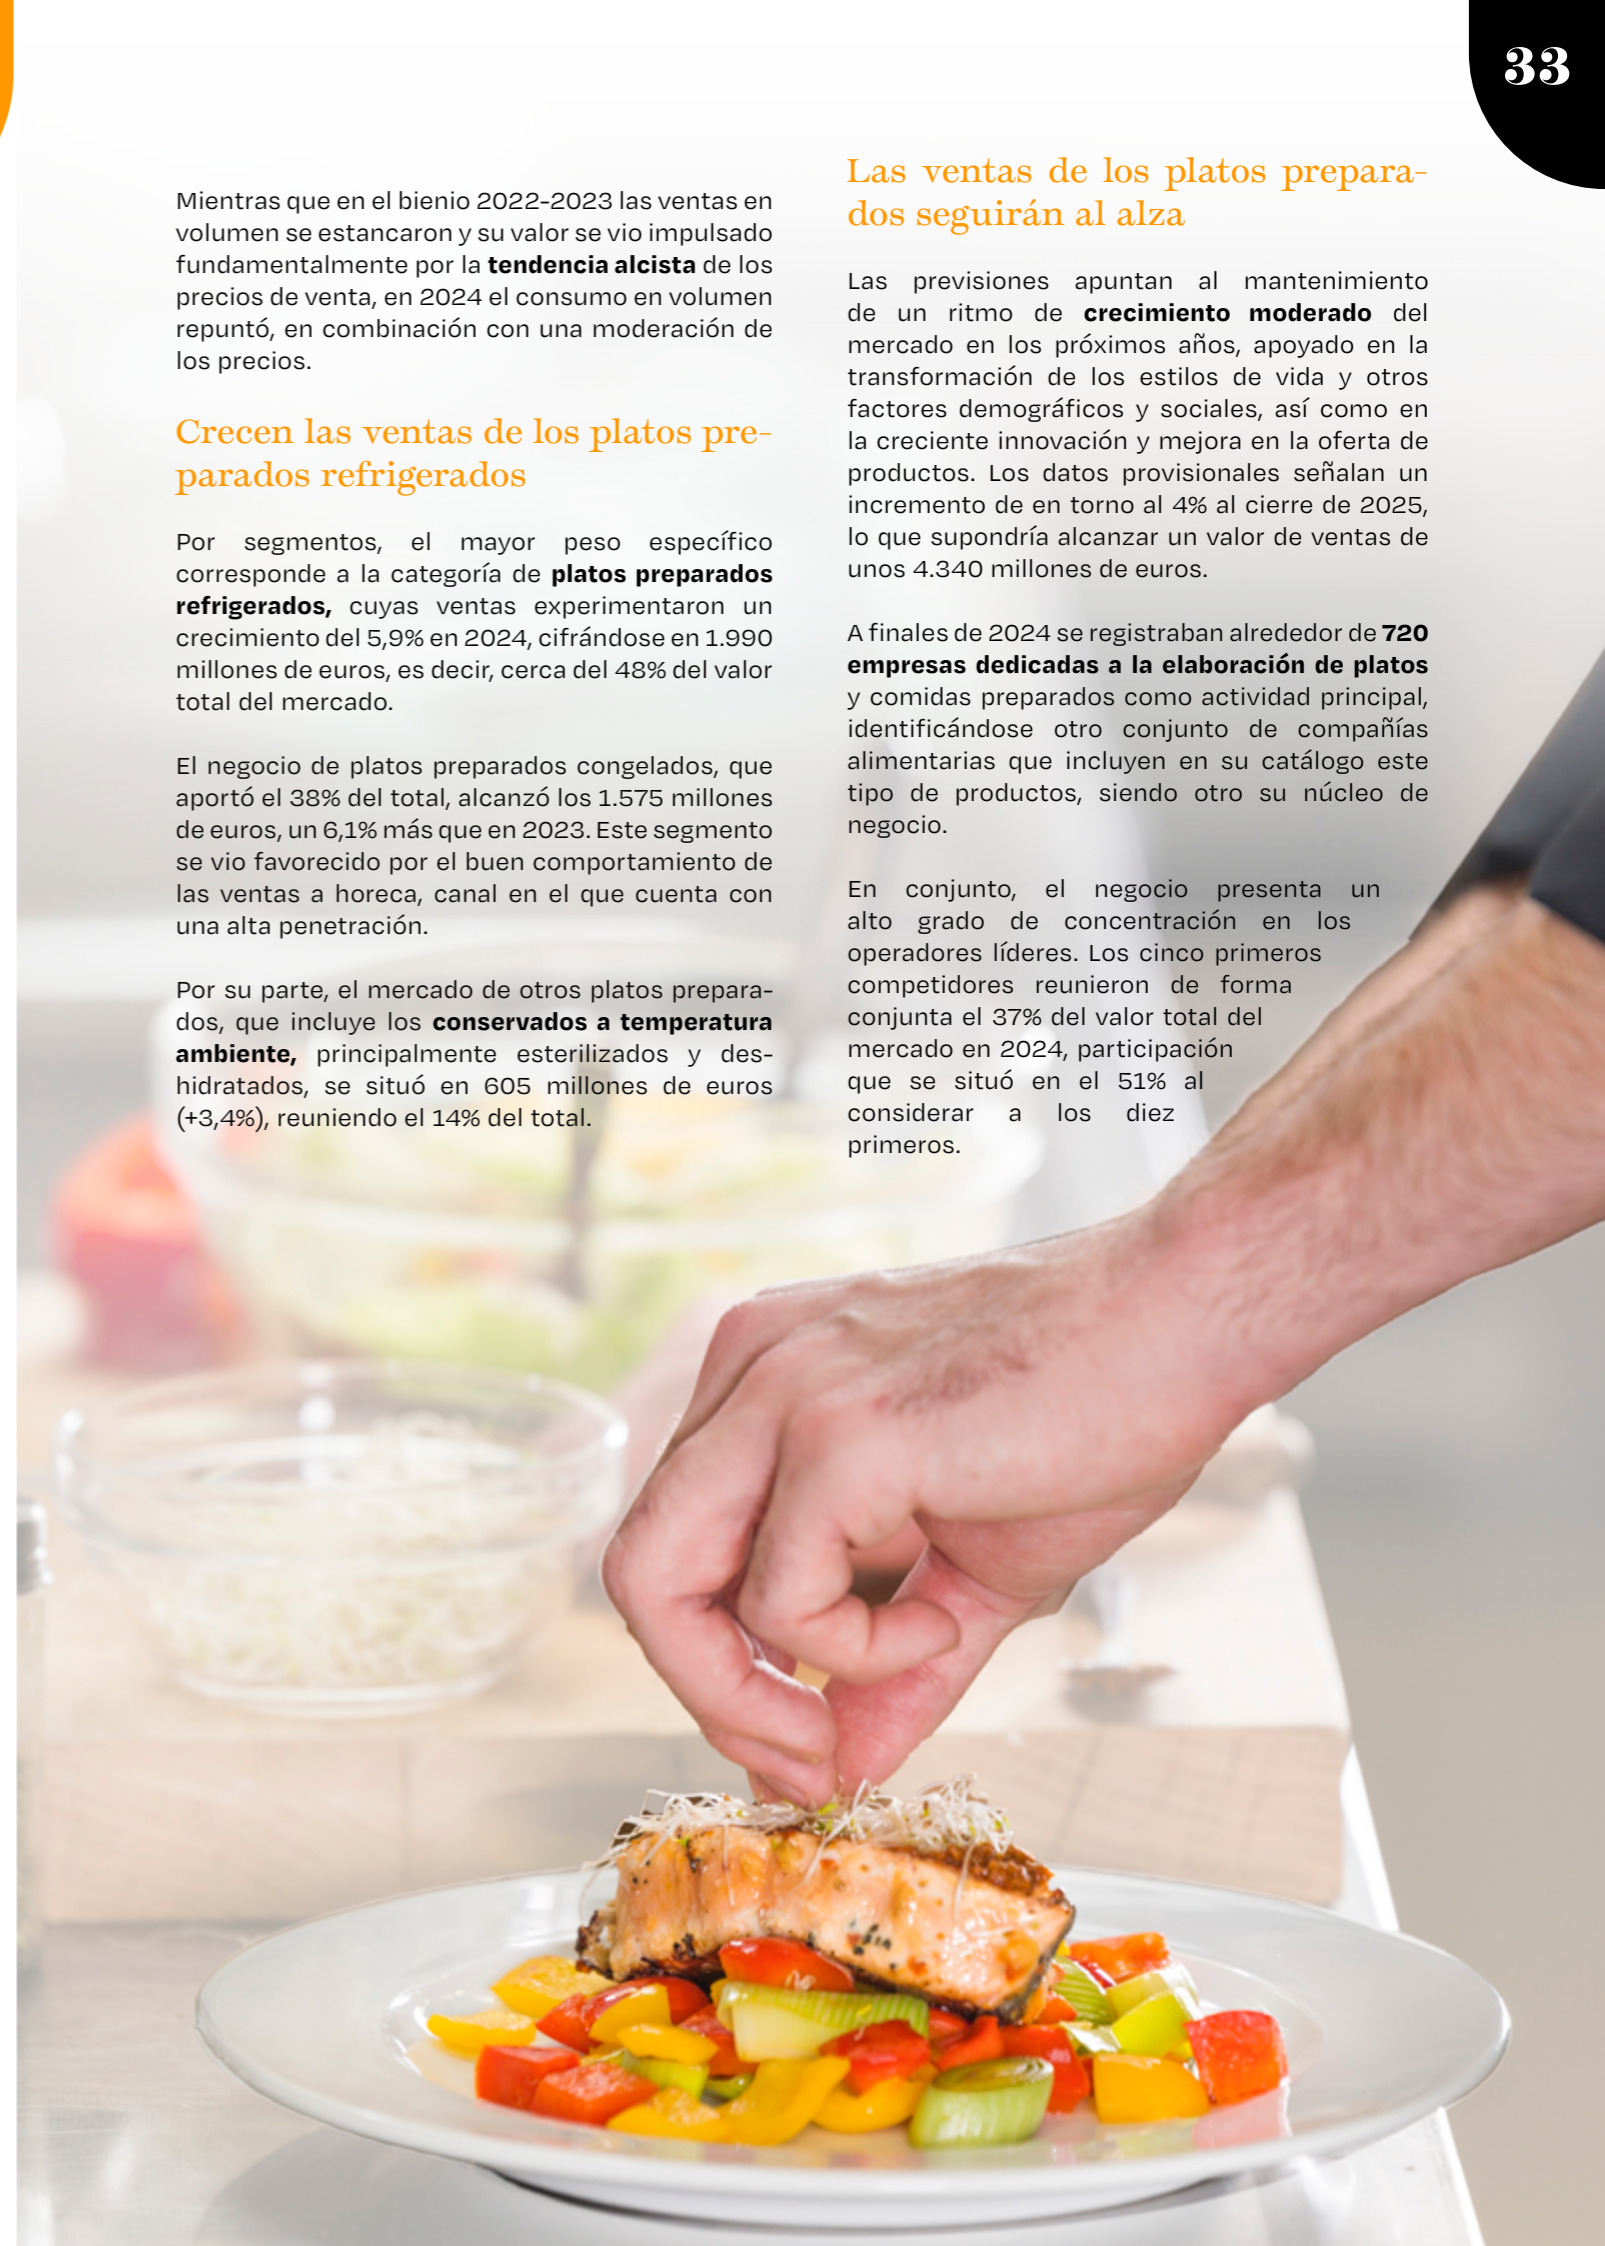 33
Mientras que en el bienio 2022-2023 las ventas en
volumen se estancaron y su valor se vio impulsado
fundamentalmente por la tendencia alcista de los
precios de venta, en 2024 el consumo en volumen
repuntó, en combinación con una moderación de
los precios.
Crecen las ventas de los platos pre-
parados refrigerados
Por segmentos, el mayor peso específico
corresponde a la categoría de platos preparados
refrigerados, cuyas ventas experimentaron un
crecimiento del 5,9% en 2024, cifrándose en 1.990
millones de euros, es decir, cerca del 48% del valor
total del mercado.
El negocio de platos preparados congelados, que
aportó el 38% del total, alcanzó los 1.575 millones
de euros, un 6,1% más que en 2023. Este segmento
se vio favorecido por el buen comportamiento de
las ventas a horeca, canal en el que cuenta con
una alta penetración.
Por su parte, el mercado de otros platos prepara-
dos, que incluye los conservados a temperatura
ambiente, principalmente esterilizados y des-
hidratados, se situó en 605 millones de euros
(+3,4%), reuniendo el 14% del total.
Las ventas de los platos prepara-
dos seguirán al alza
Las previsiones apuntan al mantenimiento
de un ritmo de crecimiento moderado del
mercado en los próximos años, apoyado en la
transformación de los estilos de vida y otros
factores demográficos y sociales, así como en
la creciente innovación y mejora en la oferta de
productos. Los datos provisionales señalan un
incremento de en torno al 4% al cierre de 2025,
lo que supondría alcanzar un valor de ventas de
unos 4.340 millones de euros.
A finales de 2024 se registraban alrededor de 720
empresas dedicadas a la elaboración de platos
y comidas preparados como actividad principal,
identificándose otro conjunto de compañías
alimentarias que incluyen en su catálogo este
tipo de productos, siendo otro su núcleo de
negocio.
En conjunto, el negocio presenta un
alto grado de concentración en los
operadores líderes. Los cinco primeros
competidores reunieron de forma
conjunta el 37% del valor total del
mercado en 2024, participación
que se situó en el 51% al
considerar a los diez
primeros.